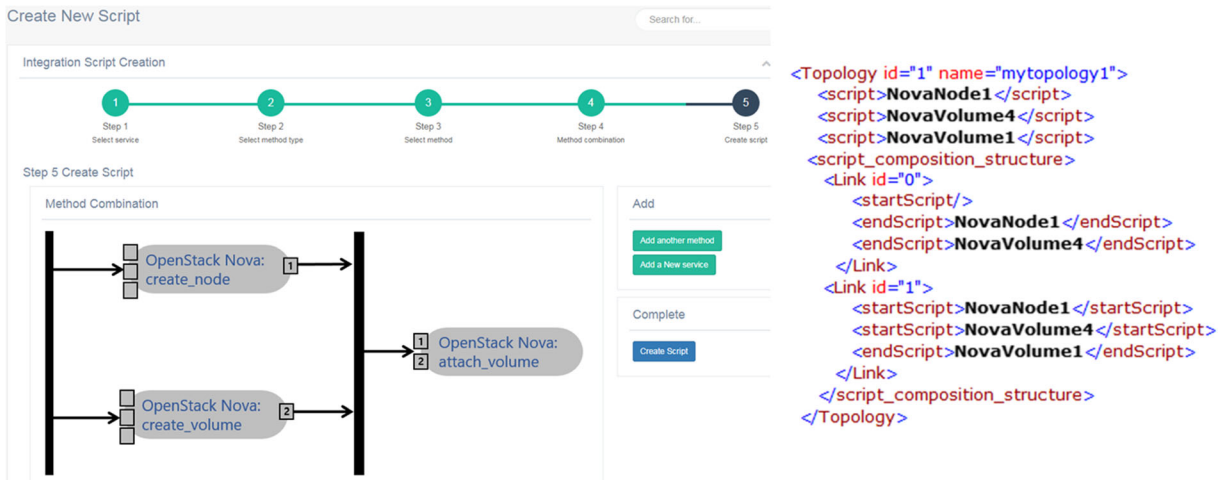 Create New Script
Search for...
Integration Script Creation
1
2
3
4
5
Step 1
Step 2
Step 3
Step 4
Step 5
Select service
Select method type
Select method
Method combination
Create script
Step 5 Create Script
Method Combination
OpenStack Nova:
create_node
1
OpenStack Nova:
create_volume
2
1
2
OpenStack Nova:
attach_volume
Add
Add another method
Add a New service
Complete
Create Script
<Topology id="1" name="mytopology1">
<script>NovaNode1</script>
<script>NovaVolume4</script>
<script>NovaVolume1</script>
<script_composition_structure>
<Link id="0">
<startScript/>
<endScript>NovaNode1</endScript>
<endScript>NovaVolume4</endScript>
</Link>
<Link id="1">
<startScript>NovaNode1</startScript>
<startScript>NovaVolume4</startScript>
<endScript>NovaVolume1</endScript>
</Link>
</script_composition_structure>
</Topology>